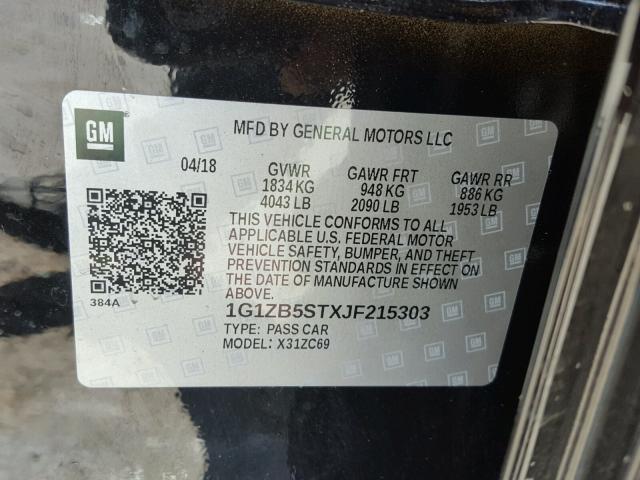 GM
MFD BY GENERAL MOTORS LLC
04/18 GVWR GAWR FRT GAWR RR
1834 KG 948 KG 886 KG
4043 LB 2090 LB 1953 LB
THIS VEHICLE CONFORMS TO ALL
APPLICABLE U.S. FEDERAL MOTOR
VEHICLE SAFETY, BUMPER, AND THEFT
PREVENTION STANDARDS IN EFFECT ON
THE DATE OF MANUFACTURE SHOWN
ABOVE.
384A
1G1ZB5STXJF215303
TYPE: PASS CAR
MODEL: X31ZC69